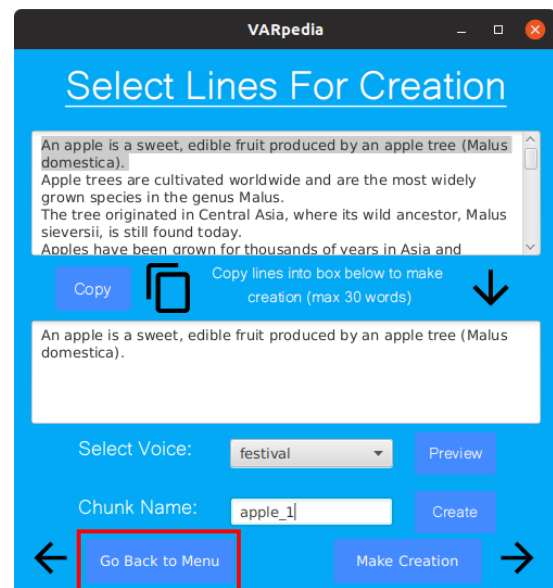 VARpedia
Select Lines For Creation
An apple is a sweet, edible fruit produced by an apple tree (Malus
domestica).
Apple trees are cultivated worldwide and are the most widely
grown species in the genus Malus.
The tree originated in Central Asia, where its wild ancestor, Malus
sieversii, is still found today.
Apples have been grown for thousands of years in Asia and
Copy
Copy lines into box below to make
creation (max 30 words)
An apple is a sweet, edible fruit produced by an apple tree (Malus
domestica).
Select Voice:
festival
Preview
Chunk Name:
apple_1
Create
Go Back to Menu
Make Creation